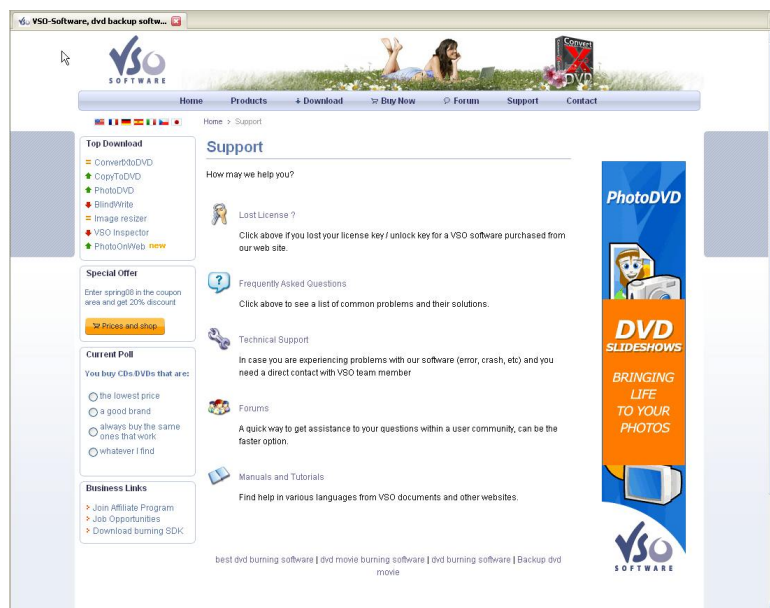 VSO-Software, dvd backup softw...
VSO
SOFTWARE
Convert
X
DVD
Home Products Download Buy Now Forum Support Contact
Home > Support
Top Download
ConvertXtoDVD
CopyToDVD
PhotoDVD
BlindWrite
Image resizer
VSO Inspector
PhotoOnWeb new
Special Offer
Enter spring08 in the coupon
area and get 20% discount
Prices and shop
Current Poll
You buy CDs/DVDs that are:
the lowest price
a good brand
always buy the same
ones that work
whatever I find
Business Links
> Join Affiliate Program
> Job Opportunities
> Download burning SDK
Support
How may we help you?
Lost License ?
Click above if you lost your license key / unlock key for a VSO software purchased from
our web site.
Frequently Asked Questions
Click above to see a list of common problems and their solutions.
Technical Support
In case you are experiencing problems with our software (error, crash, etc) and you
need a direct contact with VSO team member
Forums
A quick way to get assistance to your questions within a user community, can be the
faster option.
Manuals and Tutorials
Find help in various languages from VSO documents and other websites.
best dvd burning software | dvd movie burning software | dvd burning software | Backup dvd
movie
PhotoDVD
DVD
SLIDESHOWS
BRINGING
LIFE
TO YOUR
PHOTOS
VSO
SOFTWARE